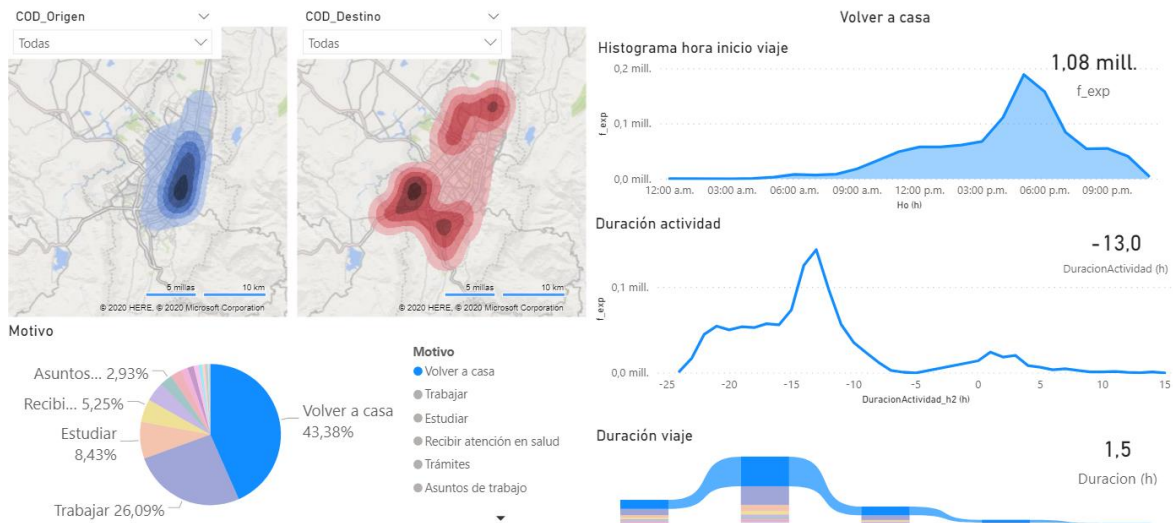 COD_Origen
Todas
6 millas 10 km
© 2020 HERE, © 2020 Microsoft Corporation
COD_Destino
Todas
6 millas 10 km
© 2020 HERE, © 2020 Microsoft Corporation
Motivo
Asuntos... 2,93%
Recibi... 5,25%
Estudiar
8,43%
Trabajar 26,09%
Volver a casa
43,38%
Motivo
Volver a casa
Trabajar
Estudiar
Recibir atención en salud
Trámites
Asuntos de trabajo
Volver a casa
Histograma hora inicio viaje
1,08 mill.
f_exp
0,2 mill.
0,1 mill.
0,0 mill.
f_exp
12:00 a.m. 03:00 a.m. 06:00 a.m. 09:00 a.m. 12:00 p.m. 03:00 p.m. 06:00 p.m. 09:00 p.m.
Ho (h)
Duración actividad
-13,0
DuracionActividad (h)
0,1 mill.
0,0 mill.
f_exp
-25 -20 -15 -10 -5 0 5 10 15
DuracionActividad_h2 (h)
Duración viaje
1,5
Duracion (h)